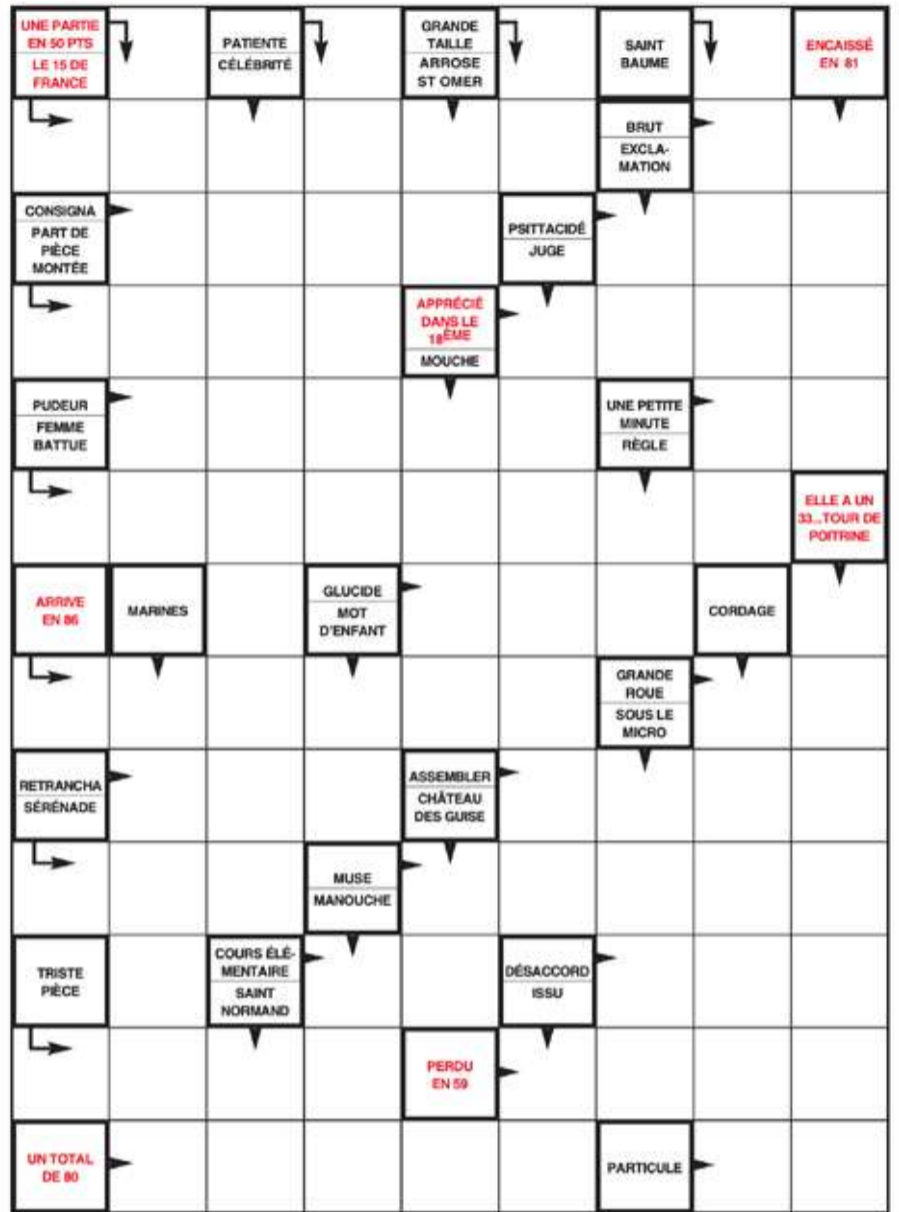 UNE PARTIE
EN 50 PTS
LE 15 DE
FRANCE
PATIENTE
CÉLÉBRITÉ
GRANDE
TAILLE
ARROSE
ST OMER
SAINT
BAUME
ENCAISSÉ
EN 81
BRUT
EXCLA-
MATION
CONSIGNA
PART DE
PIÈCE
MONTÉE
PSITTACIDÉ
JUGE
APPRÉCIÉ
DANS LE
18ÈME
MOUCHE
PUDEUR
FEMME
BATTUE
UNE PETITE
MINUTE
RÈGLE
ELLE A UN
33...TOUR DE
POITRINE
ARRIVE
EN 86
MARINES
GLUCIDE
MOT
D'ENFANT
CORDAGE
GRANDE
ROUE
SOUS LE
MICRO
RETRANCHA
SÉRÉNADE
ASSEMBLER
CHÂTEAU
DES GUISE
MUSE
MANOUCHE
TRISTE
PIÈCE
COURS ÉLÉ-
MENTAIRE
SAINT
NORMAND
DÉSACCORD
ISSU
PERDU
EN 59
UN TOTAL
DE 80
PARTICULE